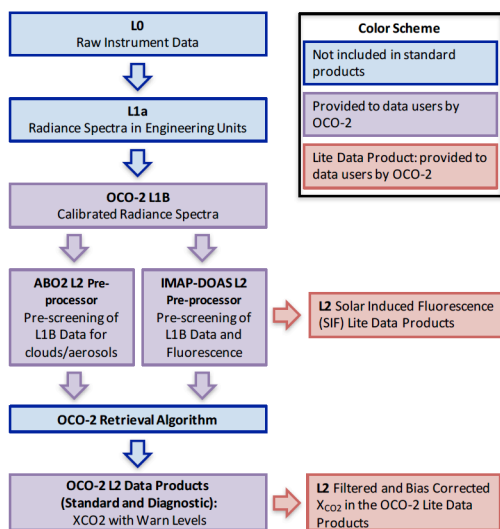 L0
Raw Instrument Data
L1a
Radiance Spectra in Engineering Units
OCO-2 L1B
Calibrated Radiance Spectra
ABO2 L2 Pre-
processor
Pre-screening of
L1B Data for
clouds/aerosols
IMAP-DOAS L2
Pre-processor
Pre-screening of
L1B Data and
Fluorescence
L2 Solar Induced Fluorescence
(SIF) Lite Data Products
OCO-2 Retrieval Algorithm
OCO-2 L2 Data Products
(Standard and Diagnostic):
XCO2 with Warn Levels
L2 Filtered and Bias Corrected
XCO2 in the OCO-2 Lite Data
Products
Color Scheme
Not included in standard
products
Provided to data users by
OCO-2
Lite Data Product: provided
to data users by OCO-2